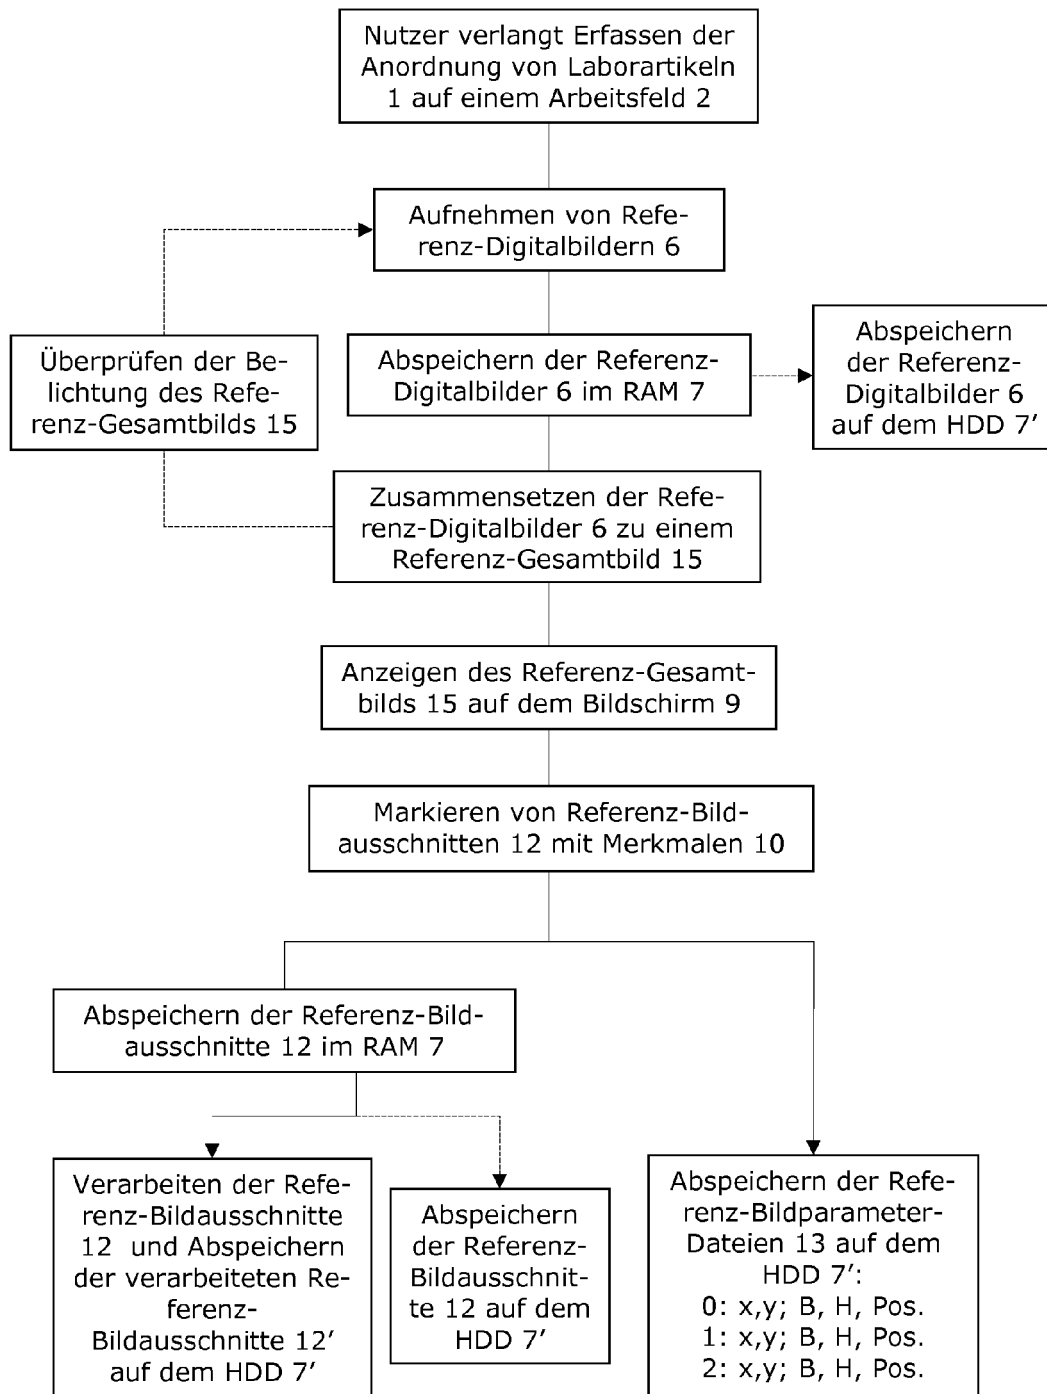 Nutzer verlangt Erfassen der
Anordnung von Laborartikeln
1 auf einem Arbeitsfeld 2
Aufnehmen von Refe-
renz-Digitalbildern 6
Überprüfen der Be-
lichtung des Refe-
renz-Gesamtbilds 15
Abspeichern der Referenz-
Digitalbilder 6 im RAM 7
Abspeichern
der Referenz-
Digitalbilder 6
auf dem HDD 7’
Zusammensetzen der Refe-
renz-Digitalbilder 6 zu einem
Referenz-Gesamtbild 15
Anzeigen des Referenz-Gesamt-
bilds 15 auf dem Bildschirm 9
Markieren von Referenz-Bild-
ausschnitten 12 mit Merkmalen 10
Abspeichern der Referenz-Bild-
ausschnitte 12 im RAM 7
Verarbeiten der Refe-
renz-Bildausschnitte
12 und Abspeichern
der verarbeiteten Re-
ferenz-
Bildausschnitte 12’
auf dem HDD 7’
Abspeichern
der Referenz-
Bildausschnit-
te 12 auf dem
HDD 7’
Abspeichern der Refe-
renz-Bildparameter-
Dateien 13 auf dem
HDD 7’:
0: x,y; B, H, Pos.
1: x,y; B, H, Pos.
2: x,y; B, H, Pos.